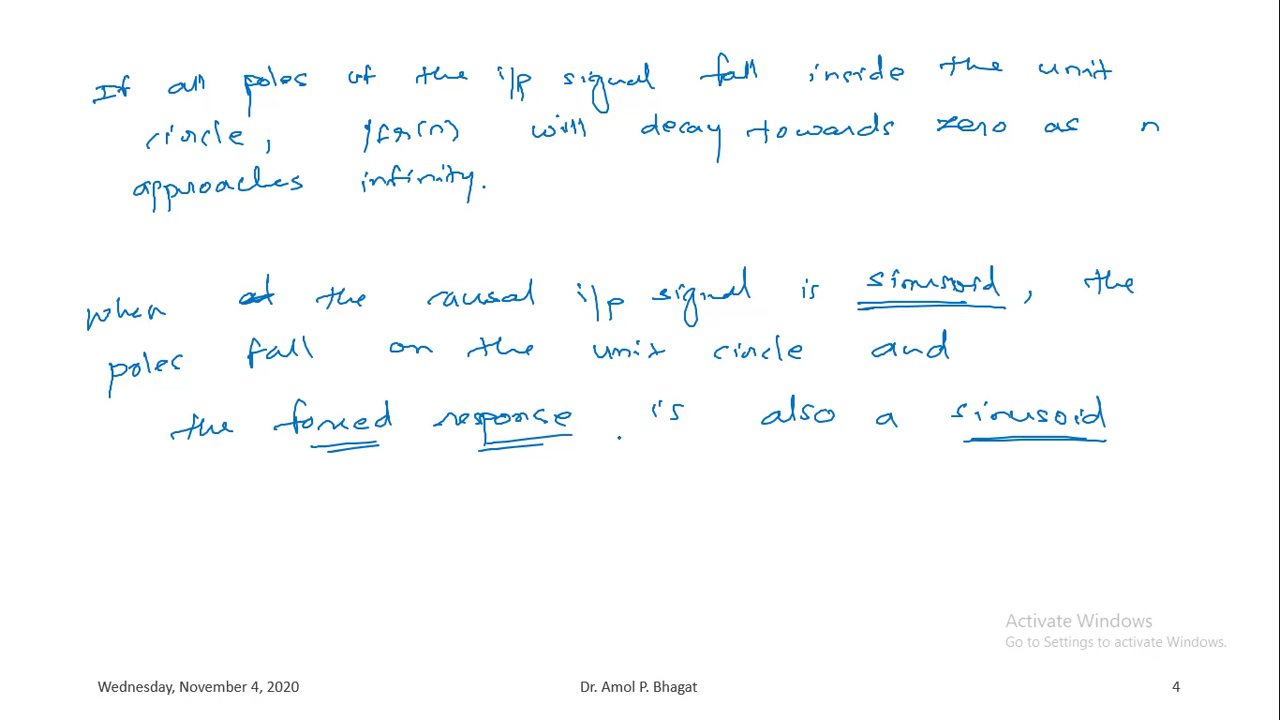 If all poles of the i/p signal fall inside the unit
circle, yfr(n) will decay towards zero as n
approaches infinity.
when the causal i/p signal is sinusoid, the
poles fall on the unit circle and
the forced response is also a sinusoid
Activate Windows
Go to Settings to activate Windows.
Wednesday, November 4, 2020 Dr. Amol P. Bhagat 4